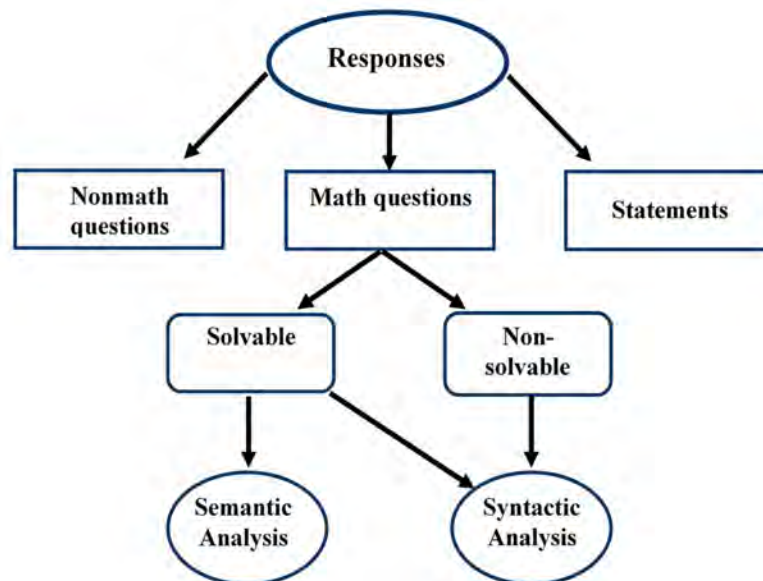 Responses
Nonmath
questions
Math questions
Statements
Solvable
Non-
solvable
Semantic
Analysis
Syntactic
Analysis